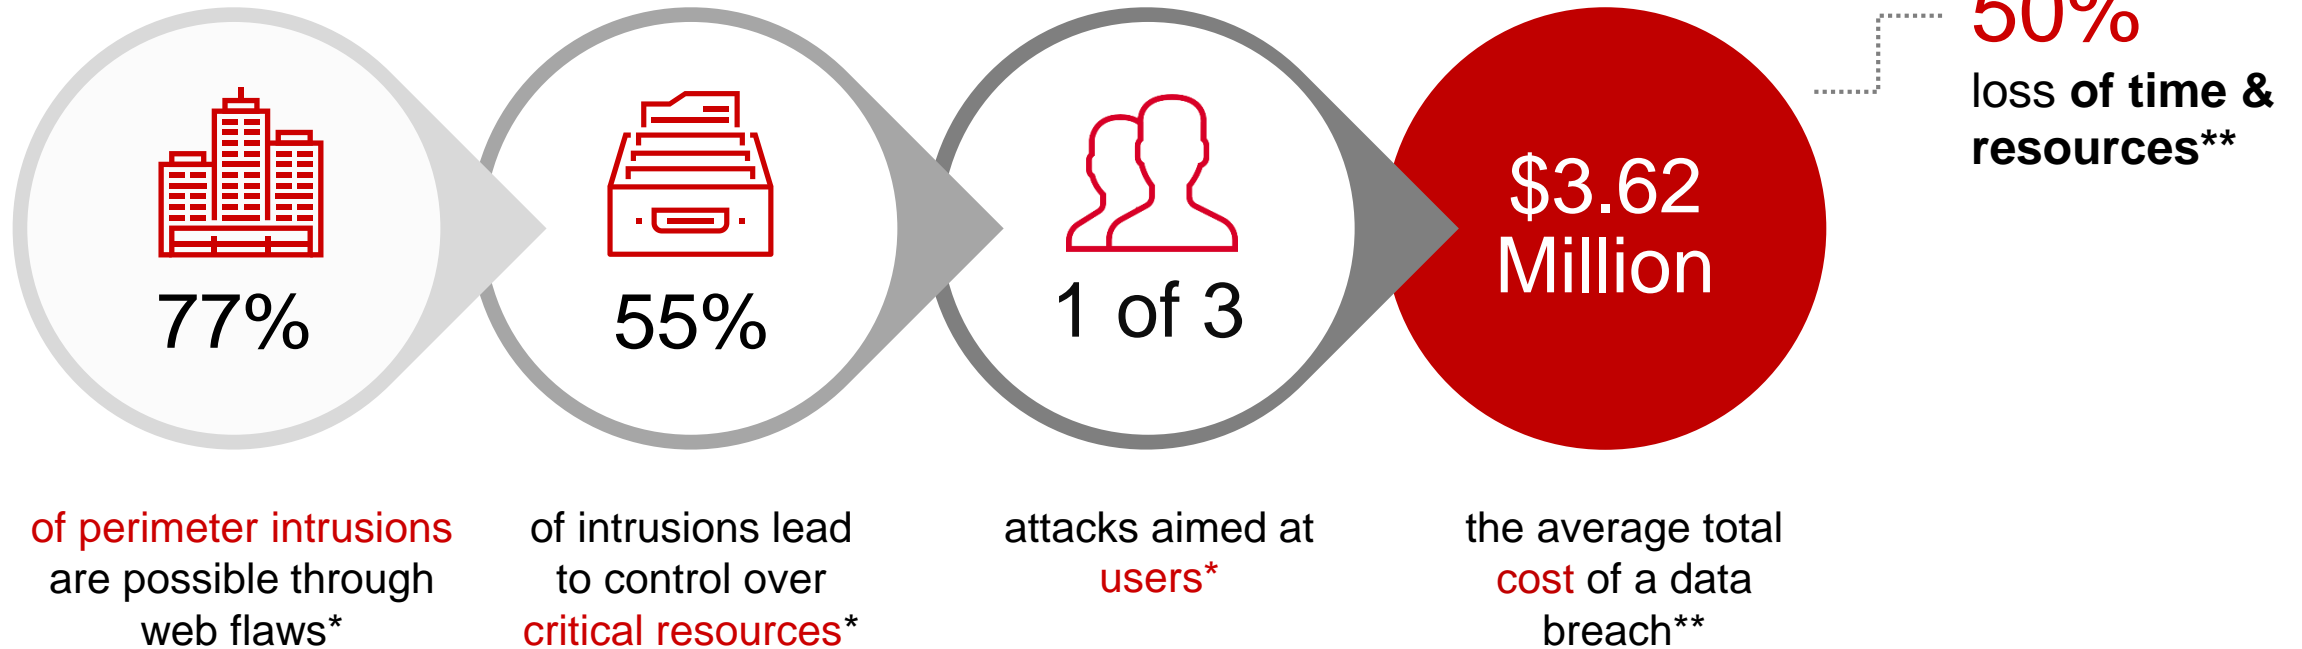 77%
of perimeter intrusions
are possible through
web flaws*
55%
of intrusions lead
to control over
critical resources*
1 of 3
attacks aimed at
users*
$3.62
Million
the average total
cost of a data
breach**
50%
loss of time &
resources**